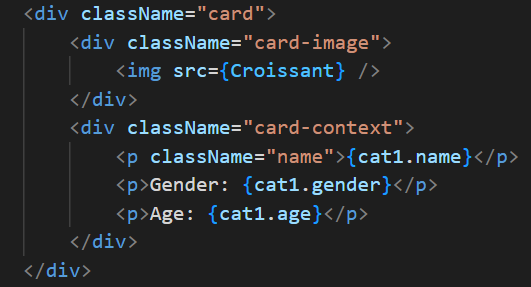 <div className="card">
<div className="card-image">
<img src={Croissant} />
</div>
<div className="card-context">
<p className="name">{cat1.name}</p>
<p>Gender: {cat1.gender}</p>
<p>Age: {cat1.age}</p>
</div>
</div>